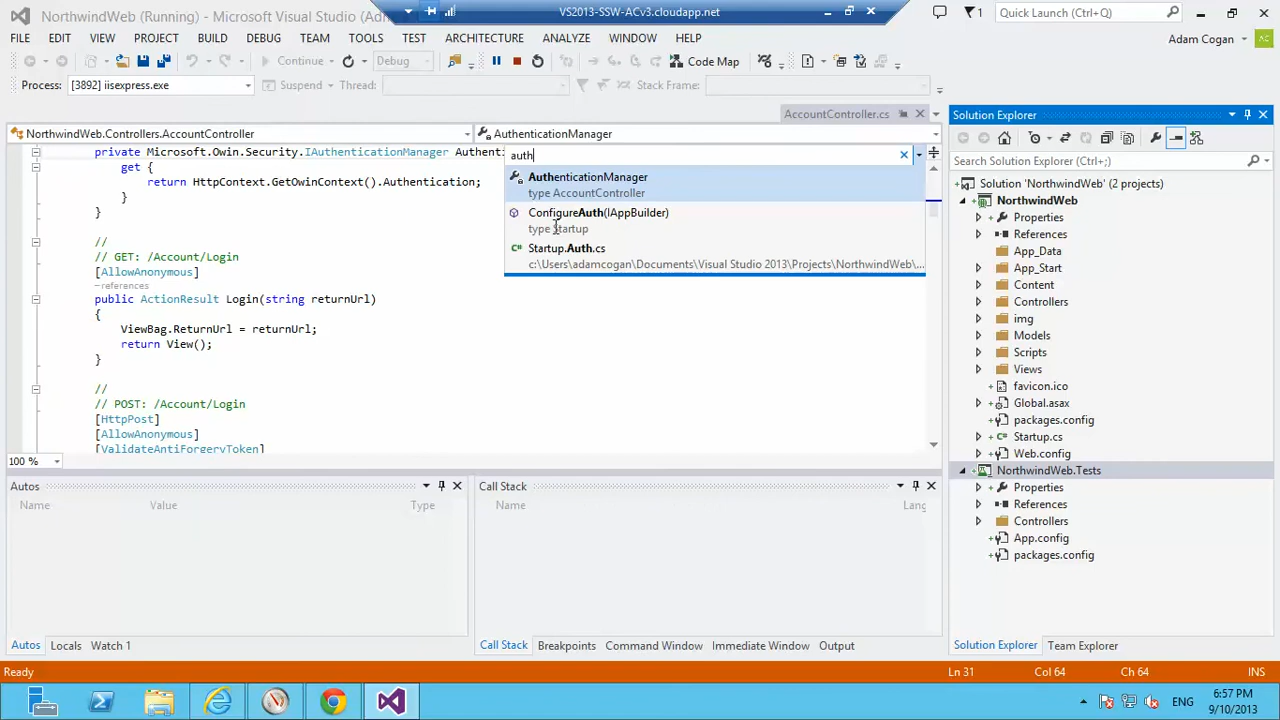 NorthwindWeb (Running) - Microsoft Visual Studio (Ad
VS2013-SSW-ACv3.cloudapp.net
1
Quick Launch (Ctrl+Q)
FILE EDIT VIEW PROJECT BUILD DEBUG TEAM TOOLS TEST ARCHITECTURE ANALYZE WINDOW HELP
Adam Cogan
AC
Continue
Debug
Code Map
Process: [3892] iisexpress.exe
Suspend
Thread:
Stack Frame:
AccountController.cs
NorthwindWeb.Controllers.AccountController
AuthenticationManager
private Microsoft.Owin.Security.IAuthenticationManager Authenti
get {
return HttpContext.GetOwinContext().Authentication;
}
}
//
// GET: /Account/Login
[AllowAnonymous]
- references
public ActionResult Login(string returnUrl)
{
ViewBag.ReturnUrl = returnUrl;
return View();
}
//
// POST: /Account/Login
[HttpPost]
[AllowAnonymous]
[ValidateAntiForgeryToken]
100 %
auth
AuthenticationManager
type AccountController
ConfigureAuth(IAppBuilder)
type Startup
C# Startup.Auth.cs
c:\Users\adamcogan\Documents\Visual Studio 2013\Projects\NorthwindWeb\...
Solution Explorer
Search Solution Explorer (Ctrl+;)
Solution 'NorthwindWeb' (2 projects)
NorthwindWeb
Properties
References
App_Data
App_Start
Content
Controllers
img
Models
Scripts
Views
favicon.ico
Global.asax
packages.config
C# Startup.cs
Web.config
NorthwindWeb.Tests
Properties
References
Controllers
App.config
packages.config
Solution Explorer Team Explorer
Autos
Name Value Type
Autos Locals Watch 1
Call Stack
Name Lang
Call Stack Breakpoints Command Window Immediate Window Output
Ready
Ln 31 Col 64 Ch 64 INS
ENG
6:57 PM
9/10/2013